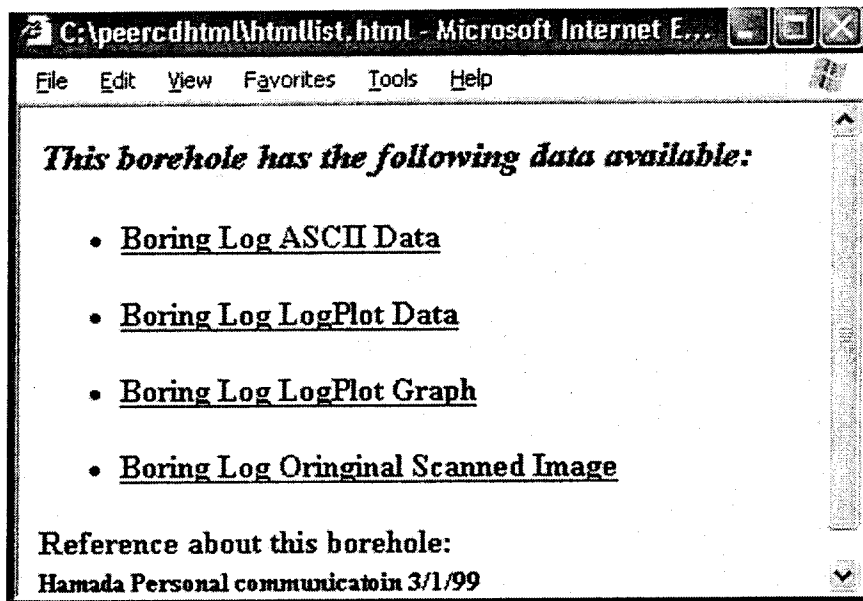 C:\peercdhtml\htmllist.html - Microsoft Internet E...
File Edit View Favorites Tools Help
This borehole has the following data available:
• Boring Log ASCII Data
• Boring Log LogPlot Data
• Boring Log LogPlot Graph
• Boring Log Oringinal Scanned Image
Reference about this borehole:
Hamada Personal communicatoin 3/1/99